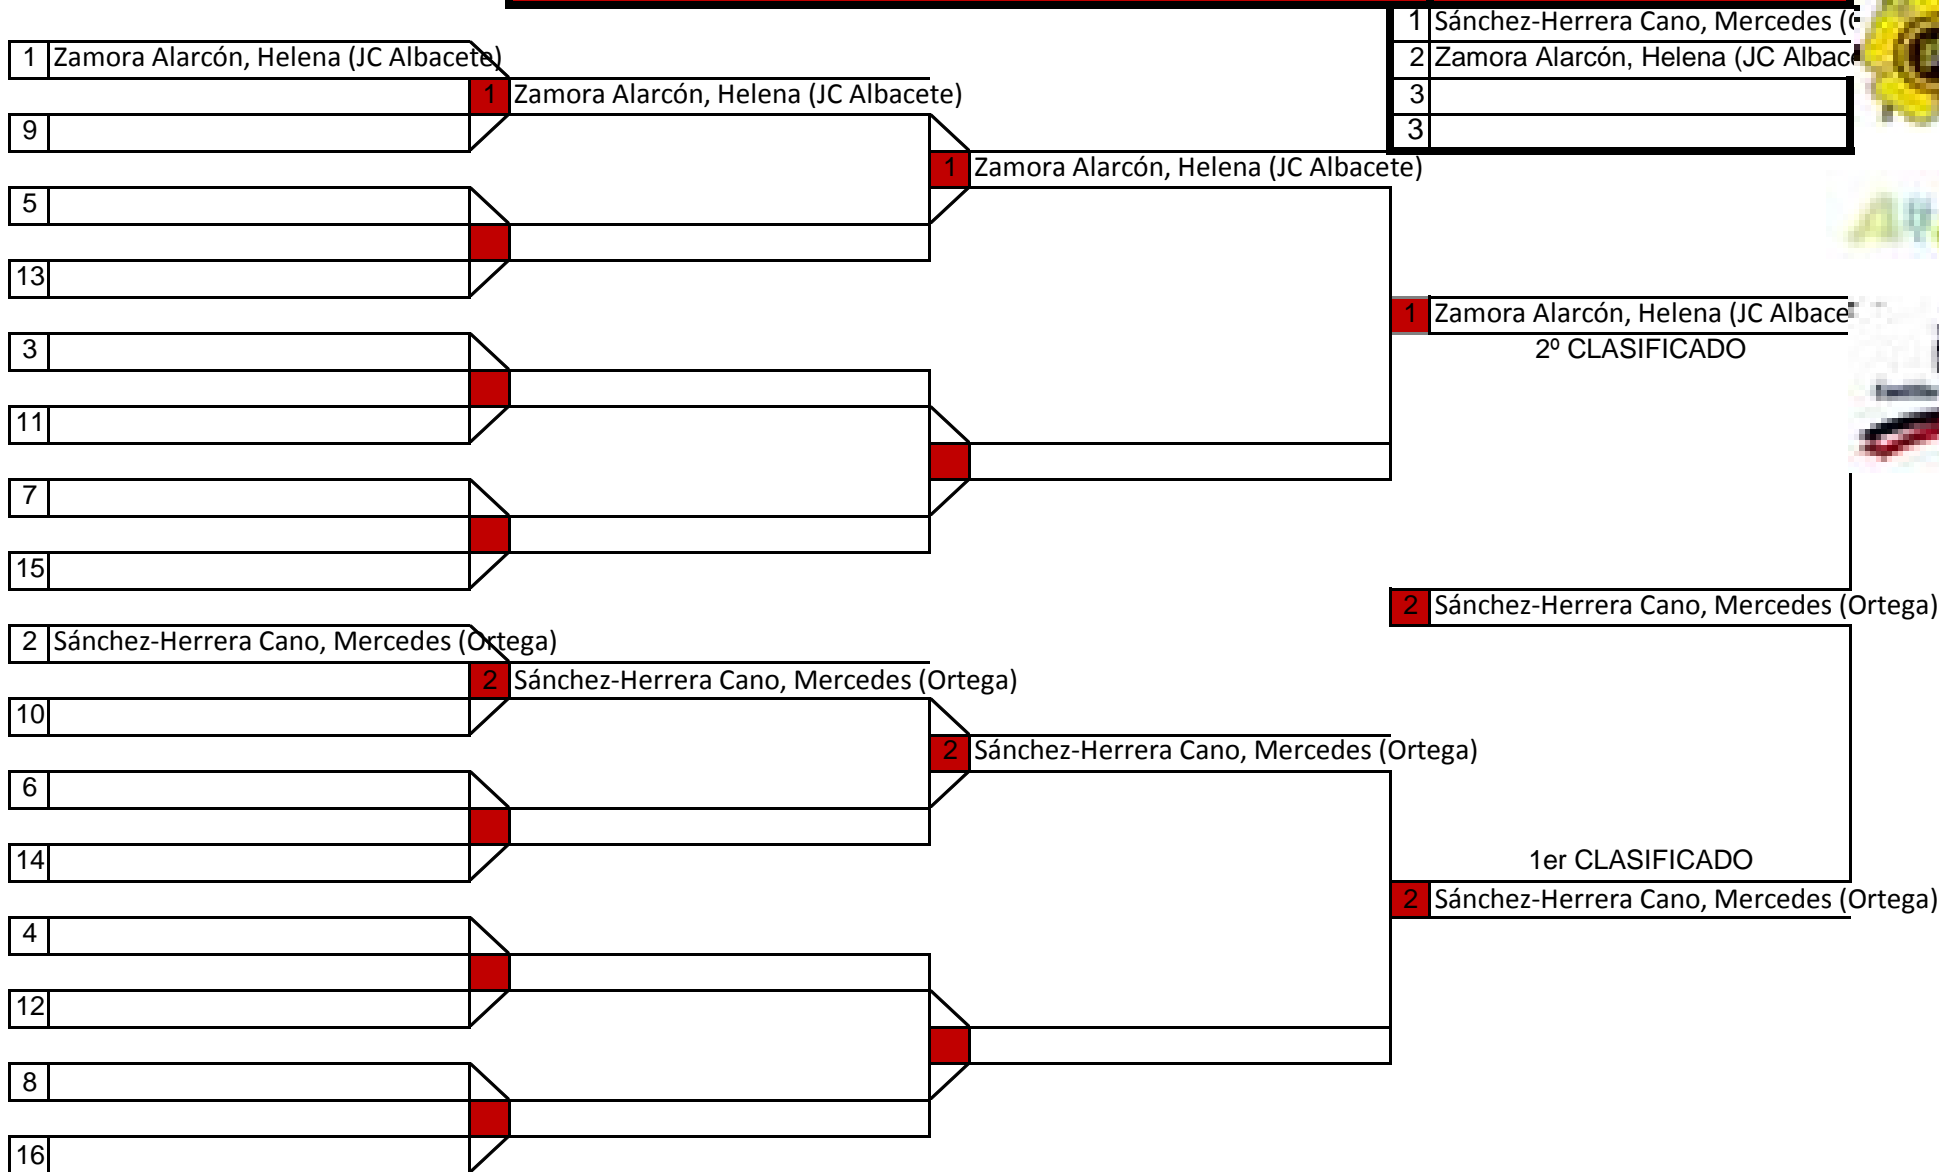 1 Sánchez-Herrera Cano, Mercedes (
1 Zamora Alarcón, Helena (JC Albacete)
2 Zamora Alarcón, Helena (JC Albac
1 Zamora Alarcón, Helena (JC Albacete)
3
9
3
1 Zamora Alarcón, Helena (JC Albacete)
5
13
1 Zamora Alarcón, Helena (JC Albace
3
2º CLASIFICADO
11
7
15
2 Sánchez-Herrera Cano, Mercedes (Ortega)
2 Sánchez-Herrera Cano, Mercedes (Ortega)
2 Sánchez-Herrera Cano, Mercedes (Ortega)
10
2 Sánchez-Herrera Cano, Mercedes (Ortega)
6
14
1er CLASIFICADO
2 Sánchez-Herrera Cano, Mercedes (Ortega)
4
12
8
16